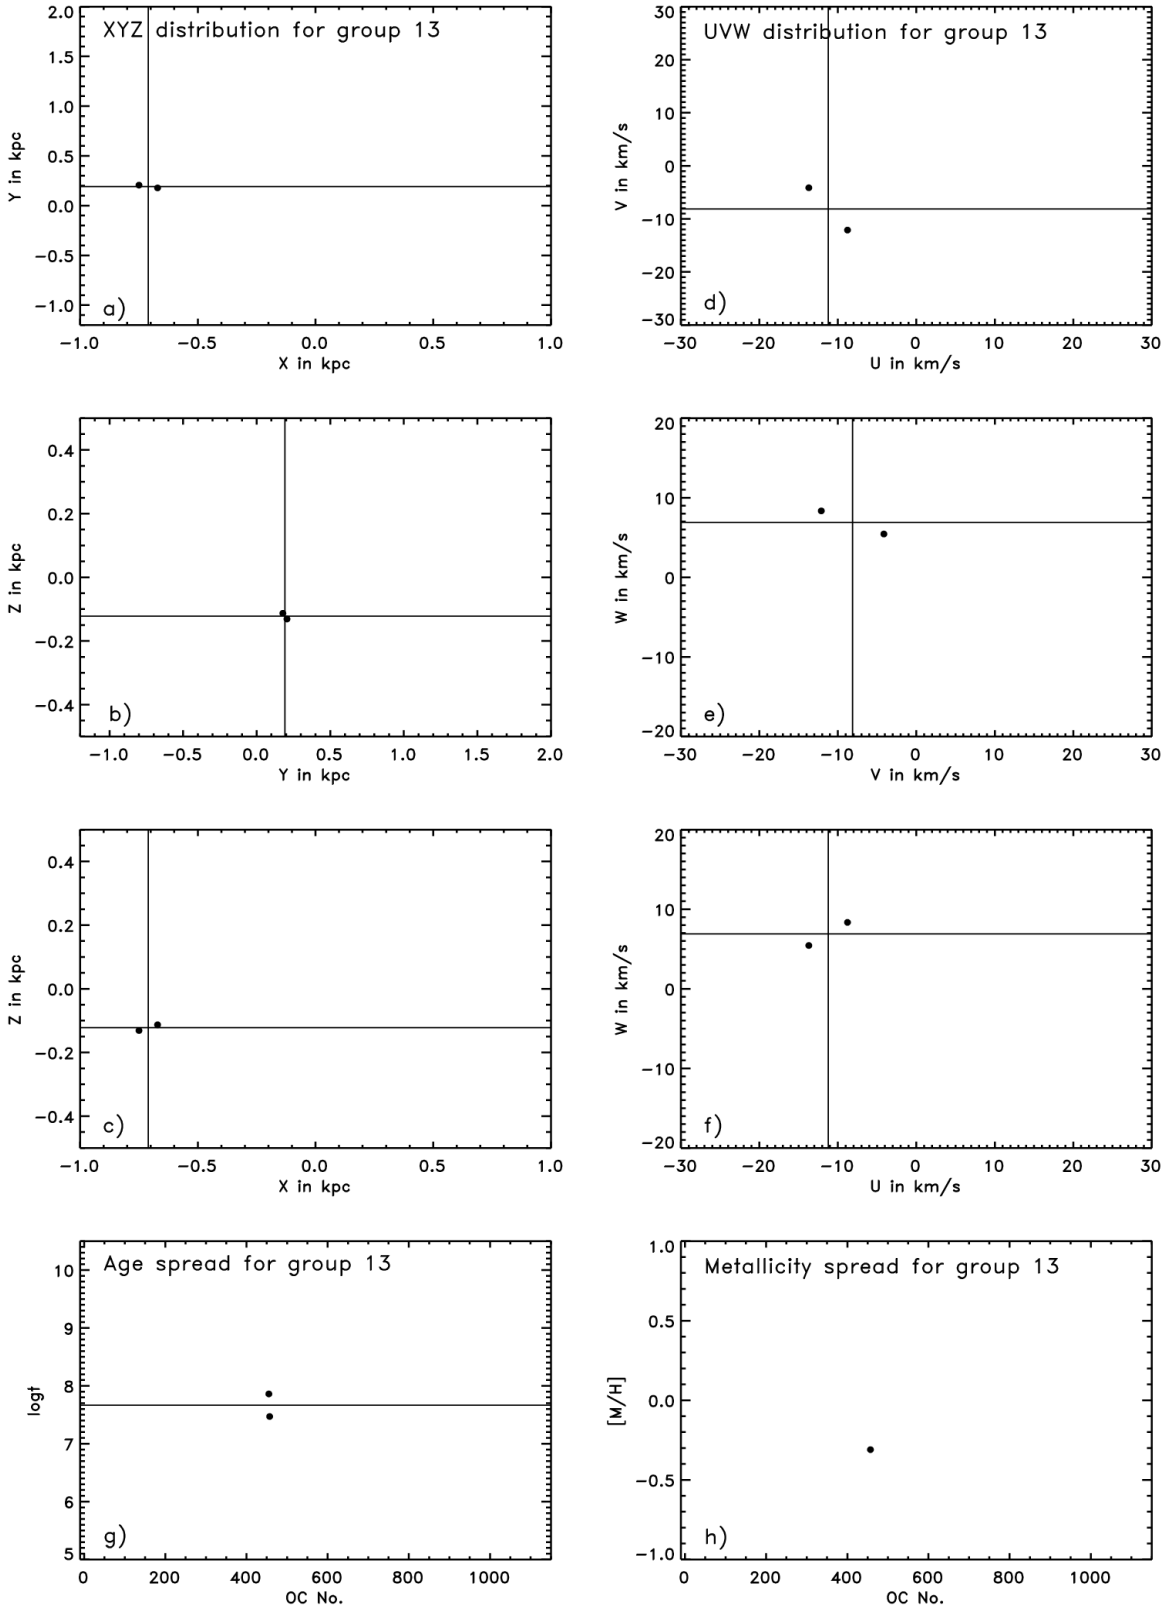 XYZ distribution for group 13
2.0
1.5
1.0
0.5
0.0
−0.5
−1.0
Y in kpc
a)
−1.0 −0.5 0.0 0.5 1.0
X in kpc
UVW distribution for group 13
30
20
10
0
−10
−20
−30
V in km/s
d)
−30 −20 −10 0 10 20 30
U in km/s
0.4
0.2
0.0
−0.2
−0.4
Z in kpc
b)
−1.0 −0.5 0.0 0.5 1.0 1.5 2.0
Y in kpc
20
10
0
−10
−20
W in km/s
e)
−30 −20 −10 0 10 20 30
V in km/s
0.4
0.2
0.0
−0.2
−0.4
Z in kpc
c)
−1.0 −0.5 0.0 0.5 1.0
X in kpc
20
10
0
−10
−20
W in km/s
f)
−30 −20 −10 0 10 20 30
U in km/s
Age spread for group 13
10
9
8
7
6
5
logt
g)
0 200 400 600 800 1000
OC No.
Metallicity spread for group 13
1.0
0.5
0.0
−0.5
−1.0
[M/H]
h)
0 200 400 600 800 1000
OC No.